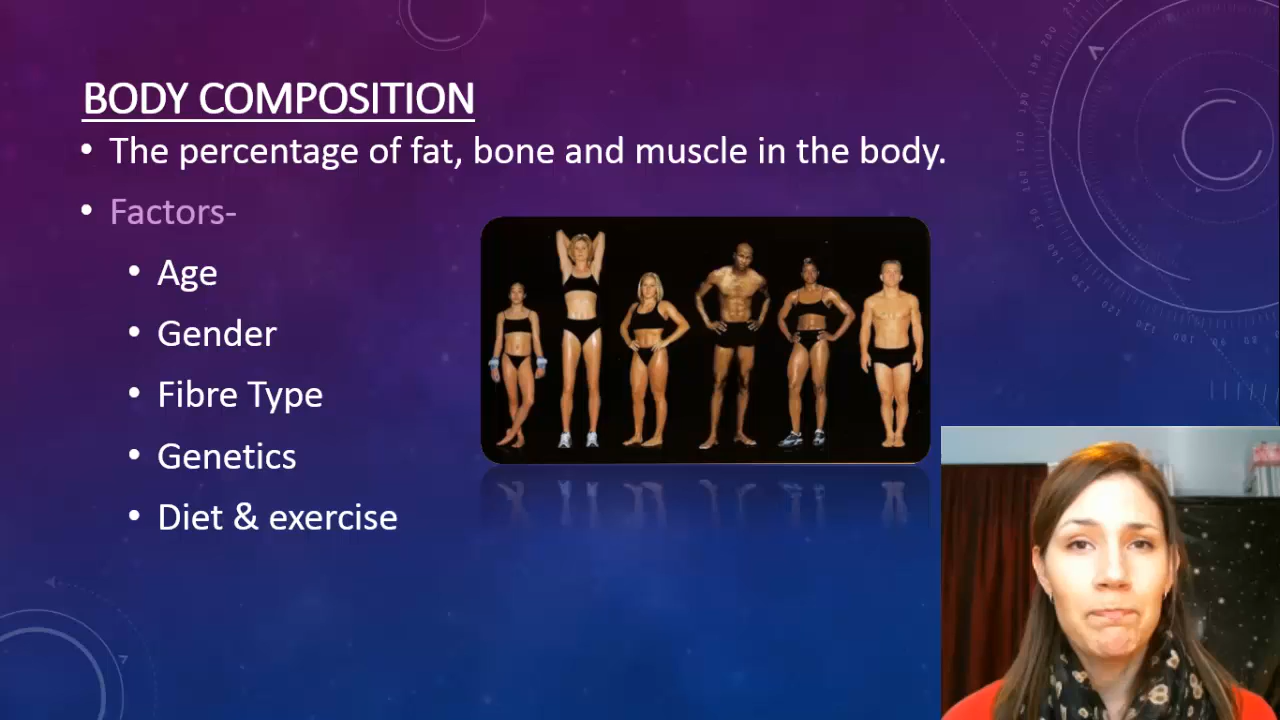 BODY COMPOSITION
• The percentage of fat, bone and muscle in the body.
• Factors-
• Age
• Gender
• Fibre Type
• Genetics
• Diet & exercise